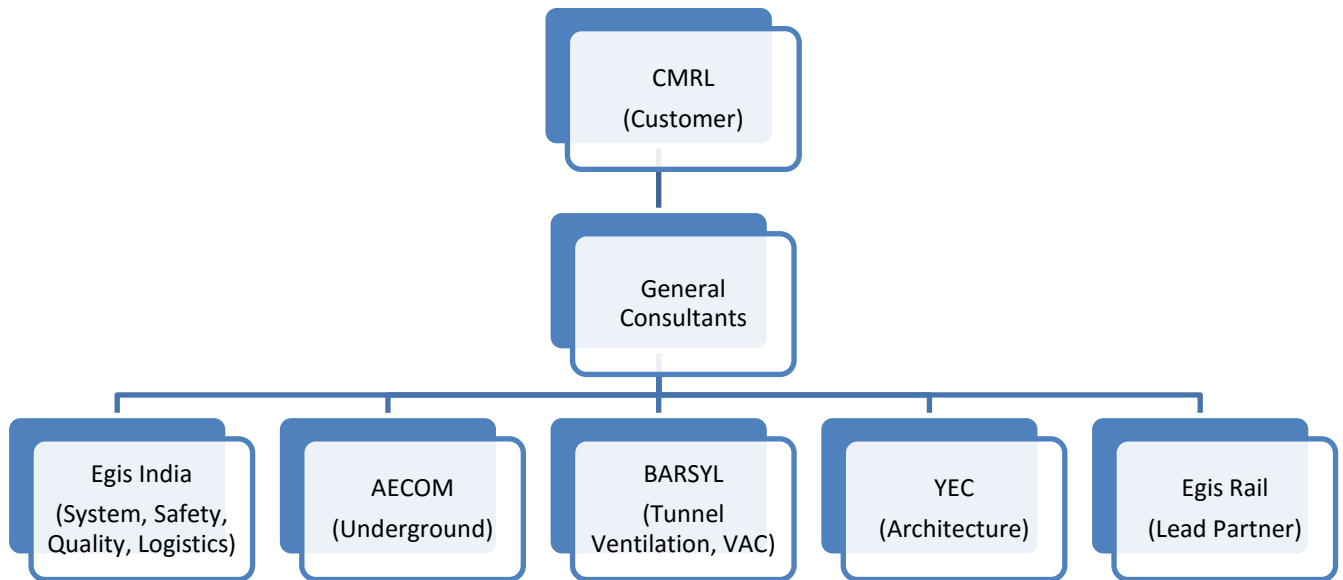 CMRL
(Customer)
General
Consultants
Egis India
(System, Safety,
Quality, Logistics)
AECOM
(Underground)
BARSYL
(Tunnel
Ventilation, VAC)
YEC
(Architecture)
Egis Rail
(Lead Partner)